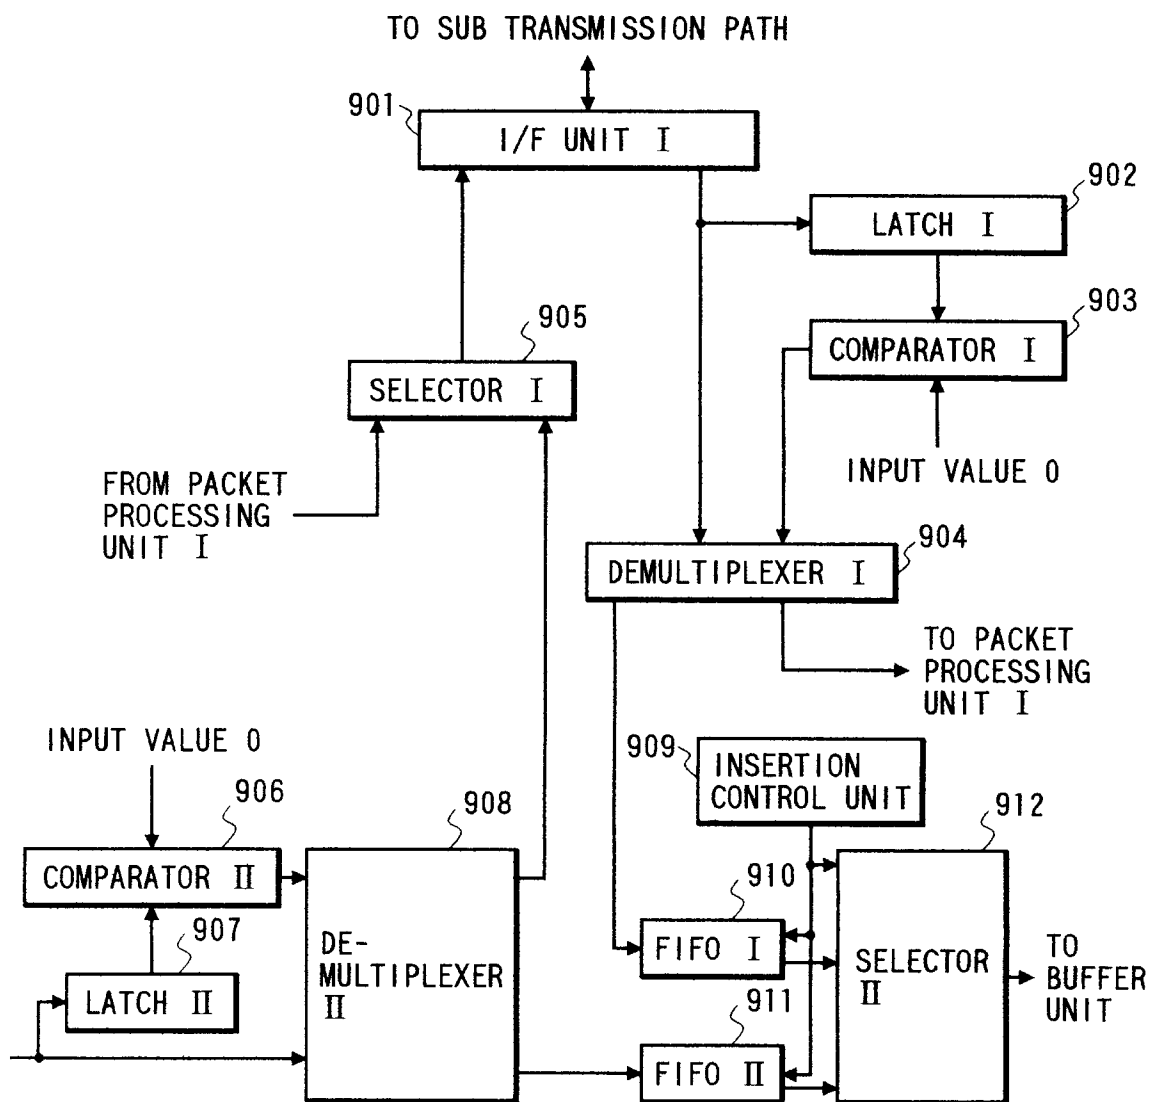 TO SUB TRANSMISSION PATH
901
I/F UNIT I
902
LATCH I
903
COMPARATOR I
INPUT VALUE 0
905
SELECTOR I
FROM PACKET
PROCESSING
UNIT I
904
DEMULTIPLEXER I
TO PACKET
PROCESSING
UNIT I
INPUT VALUE 0
906
COMPARATOR II
907
LATCH II
908
DE-
MULTIPLEXER
II
909
INSERTION
CONTROL UNIT
910
FIFO I
911
FIFO II
912
SELECTOR
II
TO
BUFFER
UNIT